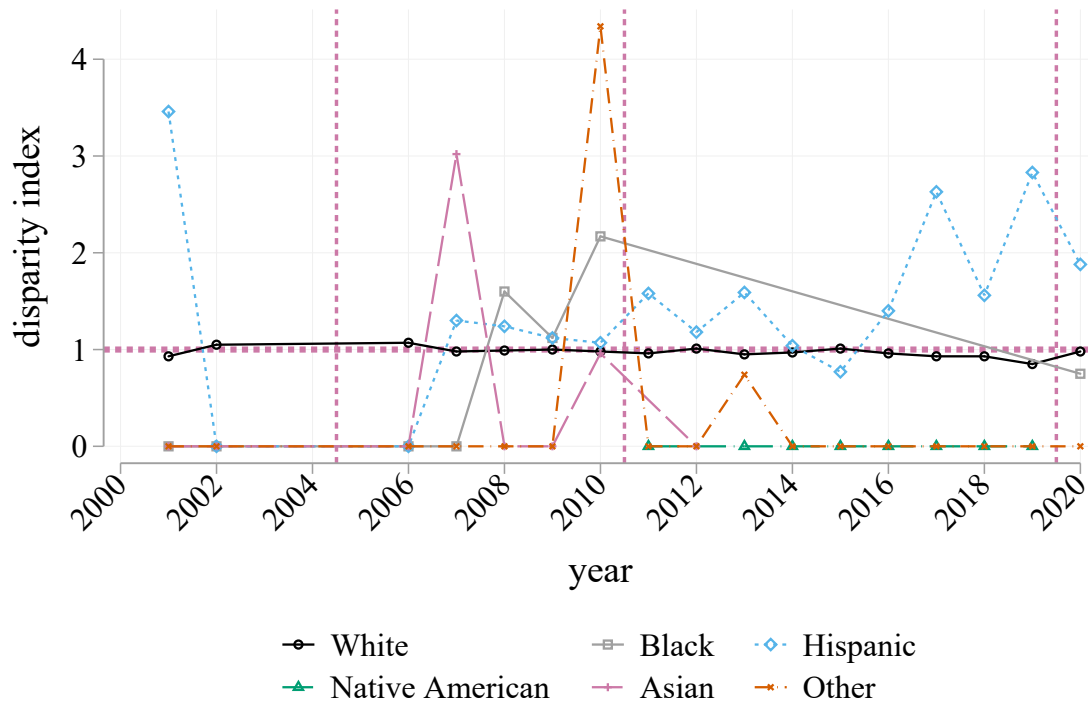 4
3
2
1
0
disparity index
2000 2002 2004 2006 2008 2010 2012 2014 2016 2018 2020
year
White Black Hispanic
Native American Asian Other